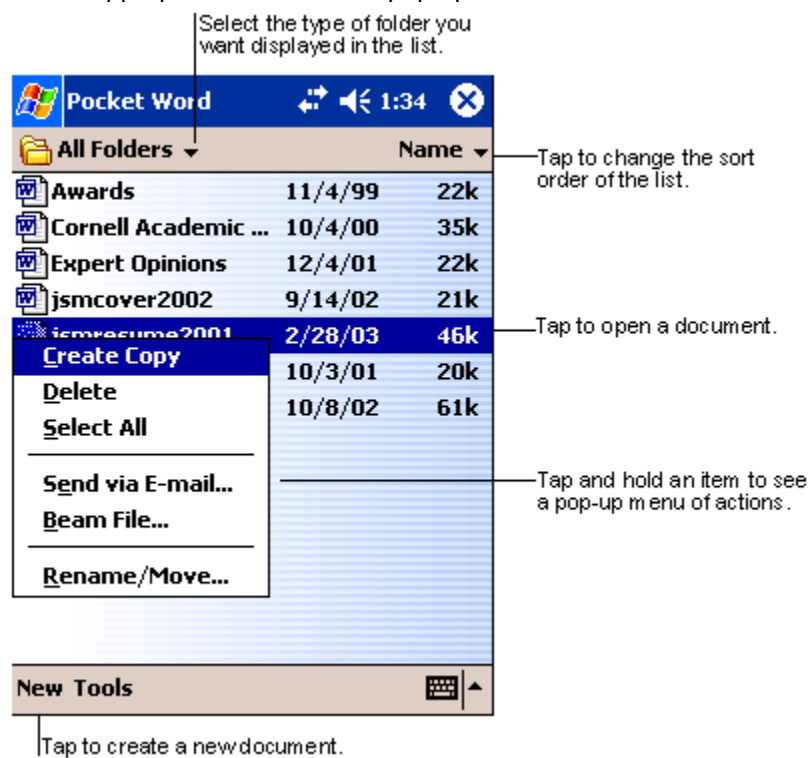 Select the type of folder you
want displayed in the list.
Pocket Word 1:34
All Folders Name
Tap to change the sort
order of the list.
Awards 11/4/99 22k
Cornell Academic ... 10/4/00 35k
Expert Opinions 12/4/01 22k
jsmcover2002 9/14/02 21k
jsmresume2001 2/28/03 46k
Tap to open a document.
Create Copy
10/3/01 20k
Delete
10/8/02 61k
Select All
Send via E-mail...
Tap and hold an item to see
a pop-up menu of actions.
Beam File...
Rename/Move...
New Tools
Tap to create a new document.